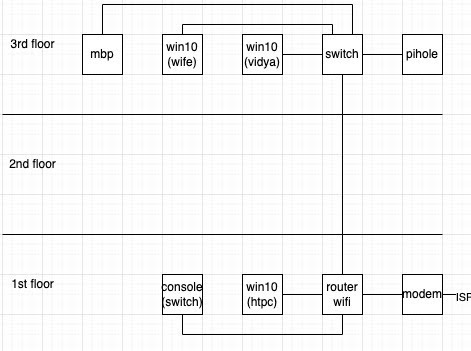 3rd floor
mbp
win10
(wife)
win10
(vidya)
switch
pihole
2nd floor
1st floor
console
(switch)
win10
(htpc)
router
wifi
modem
ISP